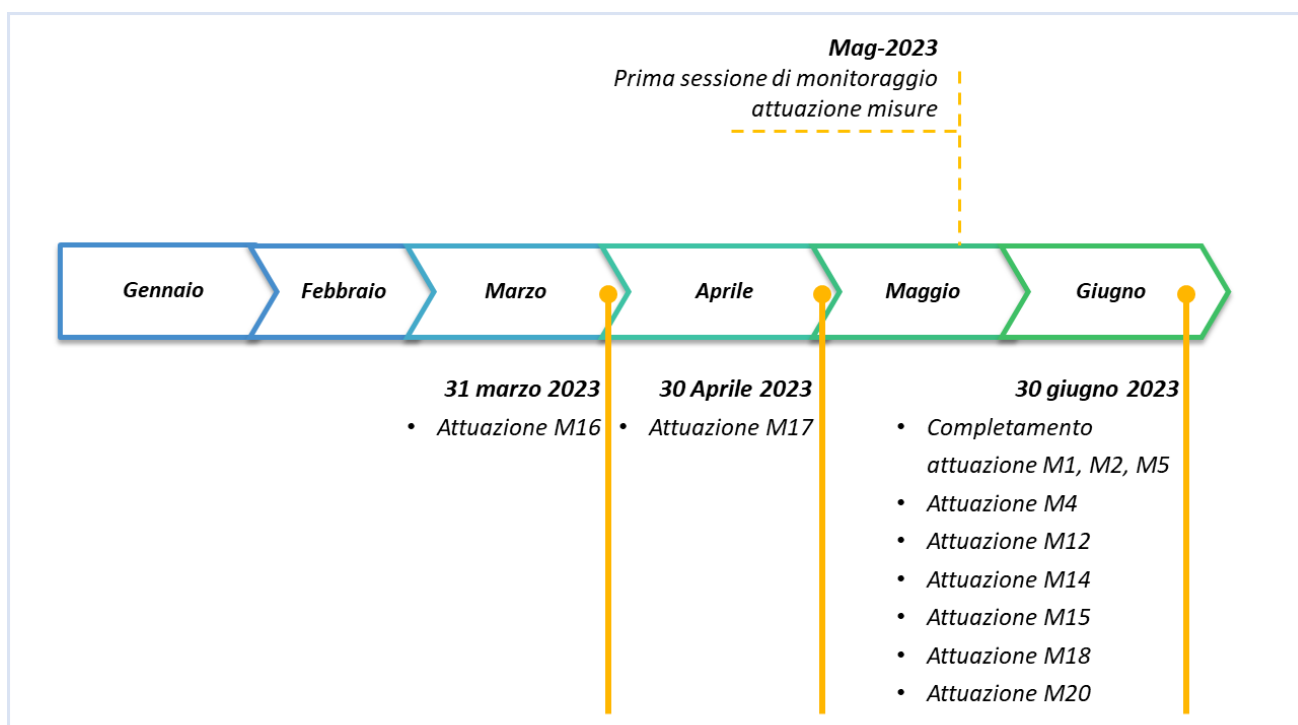 Mag-2023
Prima sessione di monitoraggio
attuazione misure
Gennaio
Febbraio
Marzo
Aprile
Maggio
Giugno
31 marzo 2023
• Attuazione M16
30 Aprile 2023
• Attuazione M17
30 giugno 2023
• Completamento
attuazione M1, M2, M5
• Attuazione M4
• Attuazione M12
• Attuazione M14
• Attuazione M15
• Attuazione M18
• Attuazione M20